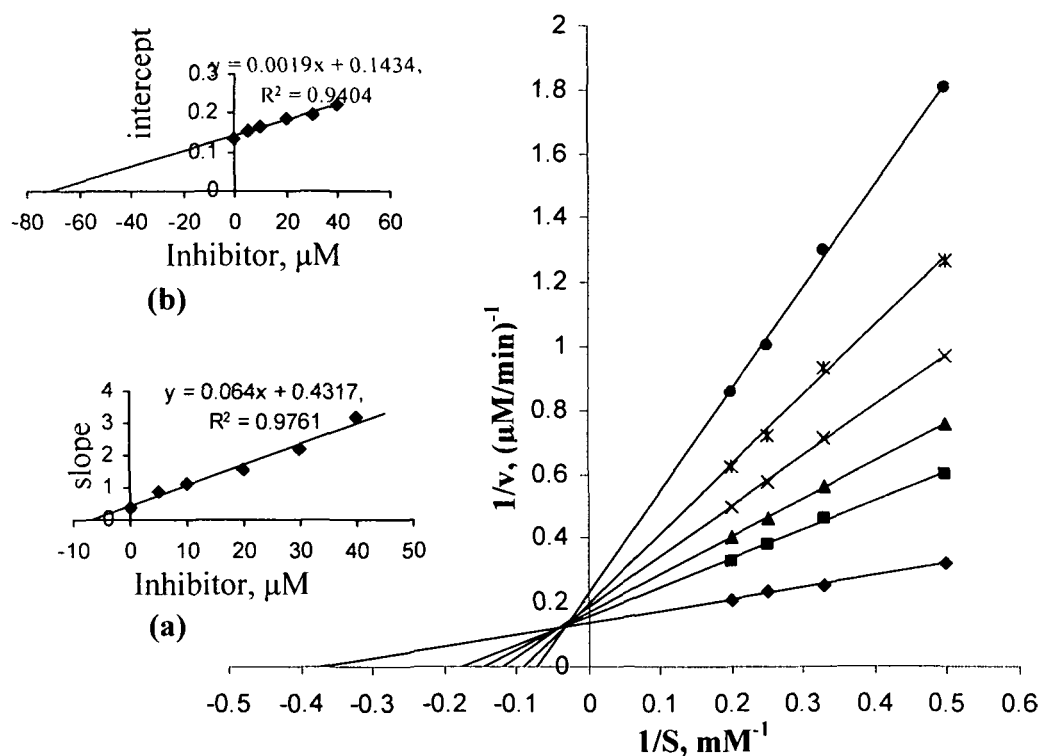 intercept
y = 0.0019x + 0.1434,
R² = 0.9404
0.3
0.2
0.1
0
-80 -60 -40 -20 0 20 40 60
Inhibitor, μM
(b)
slope
y = 0.064x + 0.4317,
R² = 0.9761
4
3
2
1
0
-10 0 10 20 30 40 50
Inhibitor, μM
(a)
1/v, (μM/min)⁻¹
2
1.8
1.6
1.4
1.2
1
0.8
0.6
0.4
0.2
0
-0.5 -0.4 -0.3 -0.2 -0.1 0 0.1 0.2 0.3 0.4 0.5 0.6
1/S, mM⁻¹